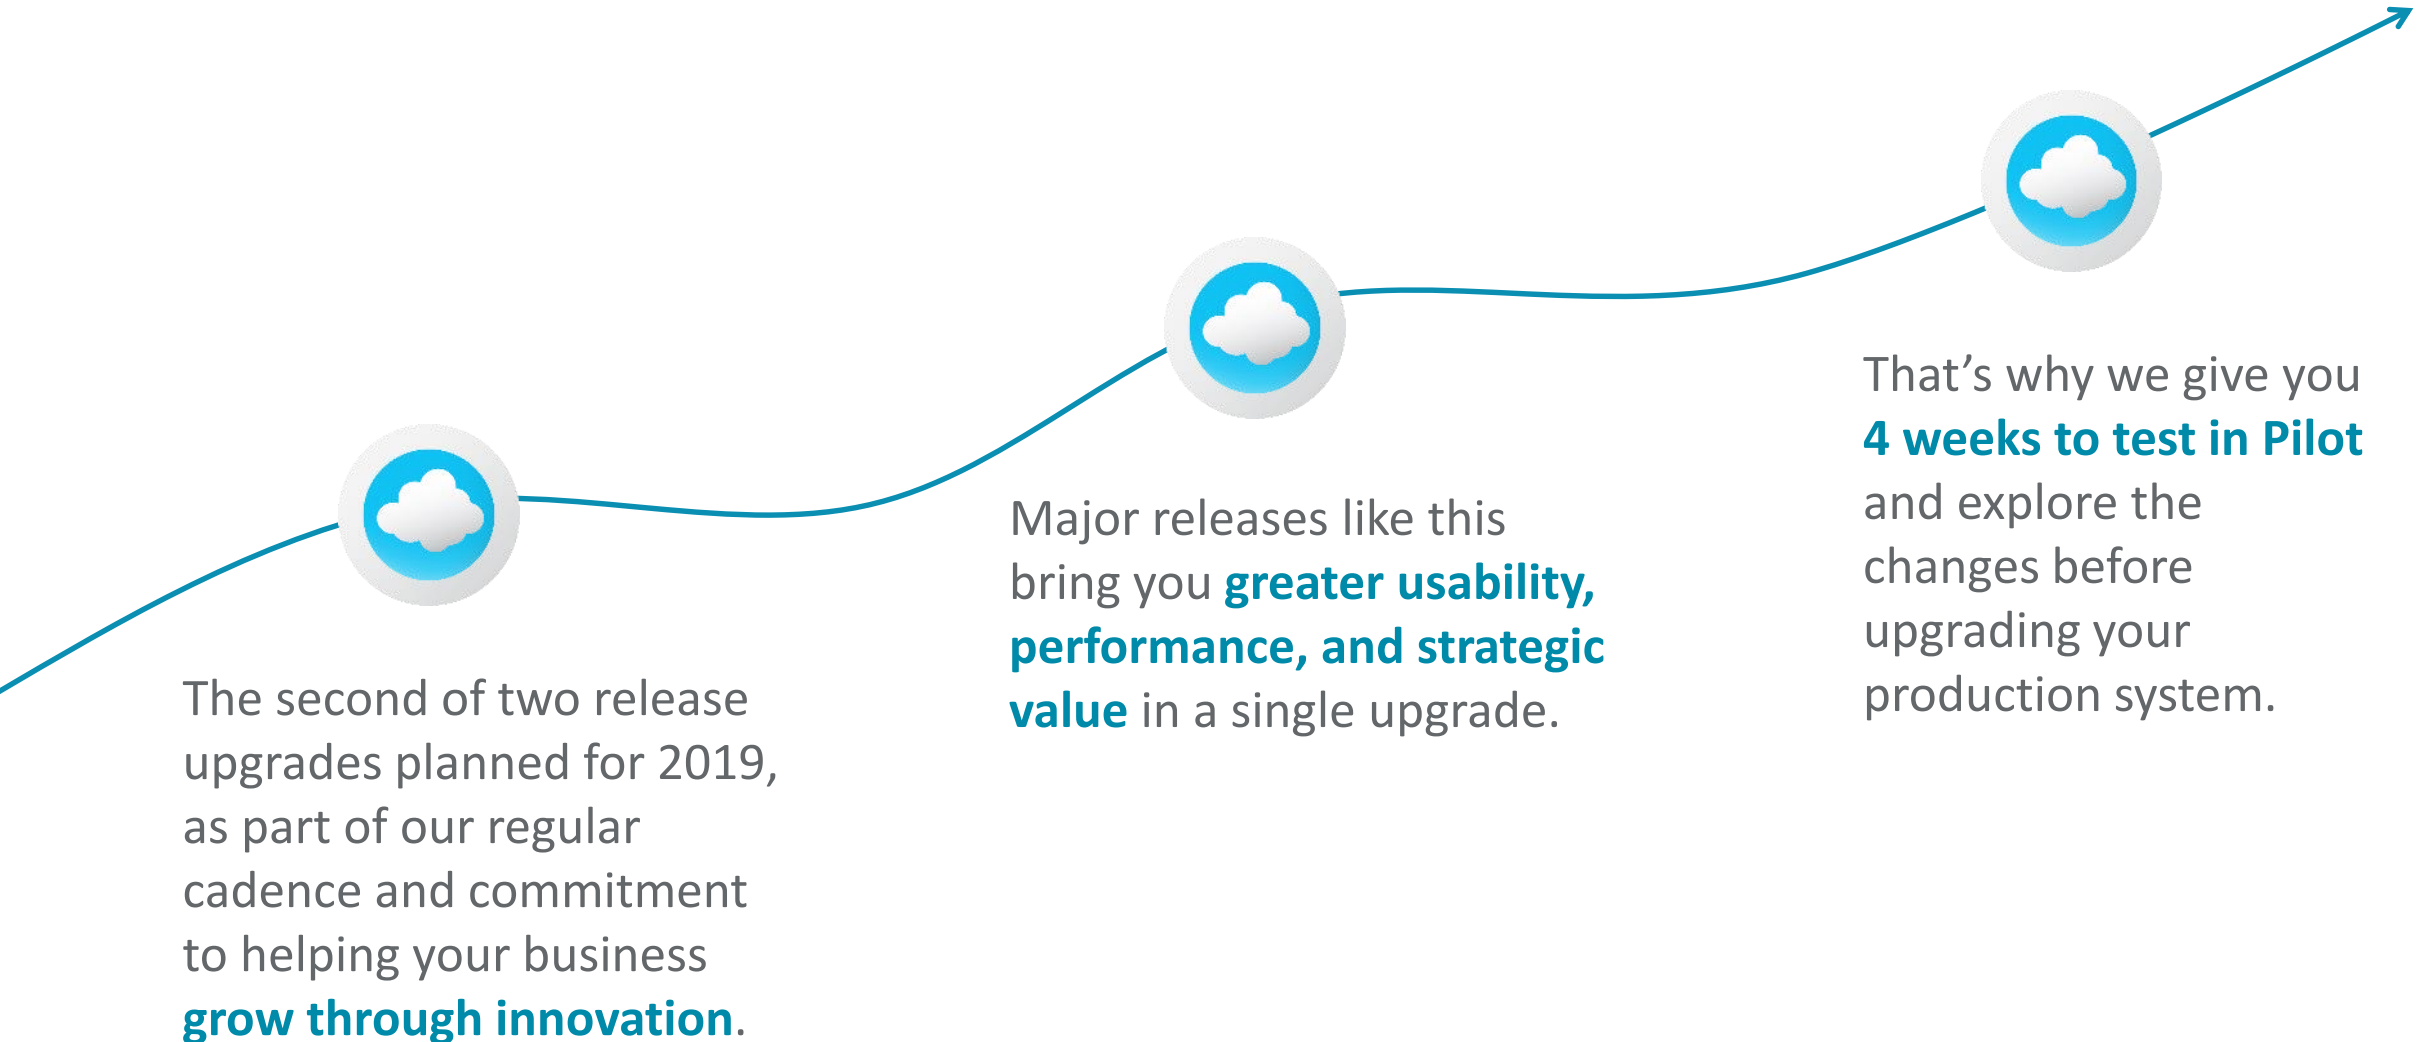 The second of two release
upgrades planned for 2019,
as part of our regular
cadence and commitment
to helping your business
grow through innovation.
Major releases like this
bring you greater usability,
performance, and strategic
value in a single upgrade.
That’s why we give you
4 weeks to test in Pilot
and explore the
changes before
upgrading your
production system.